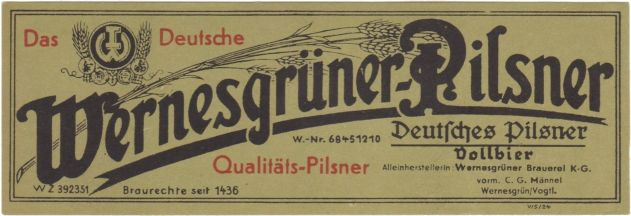 Das Deutsche
Wernesgrüner-Pilsner
W.-Nr. 68451210
Deutsches Pilsner
Vollbier
Qualitäts-Pilsner
Alleinherstellerin: Wernesgrüner Brauerei K-G.
vorm. C. G. Männel
Wernesgrün/Vogtl.
WZ 392351
Braurechte seit 1436